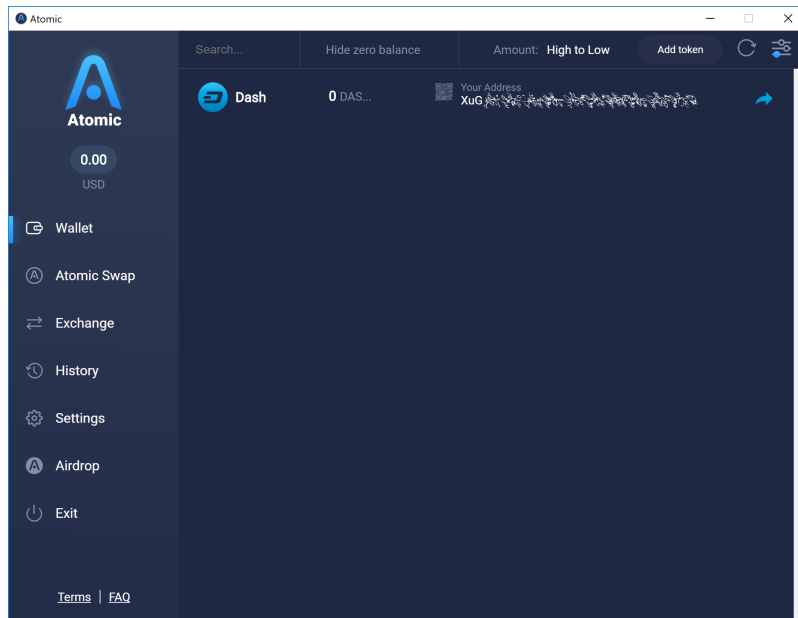 Atomic
Search...
Hide zero balance
Amount: High to Low
Add token
Atomic
0.00
USD
Dash
0 DAS...
Your Address
XuG
Wallet
Atomic Swap
Exchange
History
Settings
Airdrop
Exit
Terms | FAQ